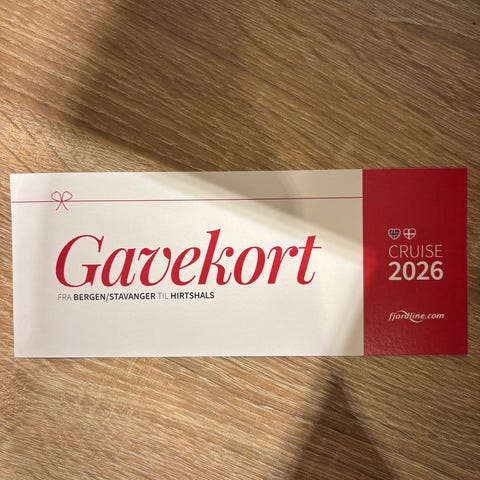 Gavekort
FRA BERGEN/STAVANGER TIL HIRTSHALS
CRUISE
2026
fjordline.com